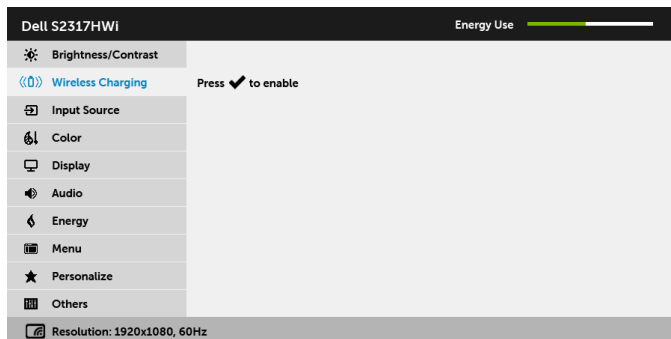 Dell S2317HWi
Energy Use
Brightness/Contrast
Wireless Charging
Press ✔ to enable
Input Source
Color
Display
Audio
Energy
Menu
Personalize
Others
Resolution: 1920x1080, 60Hz